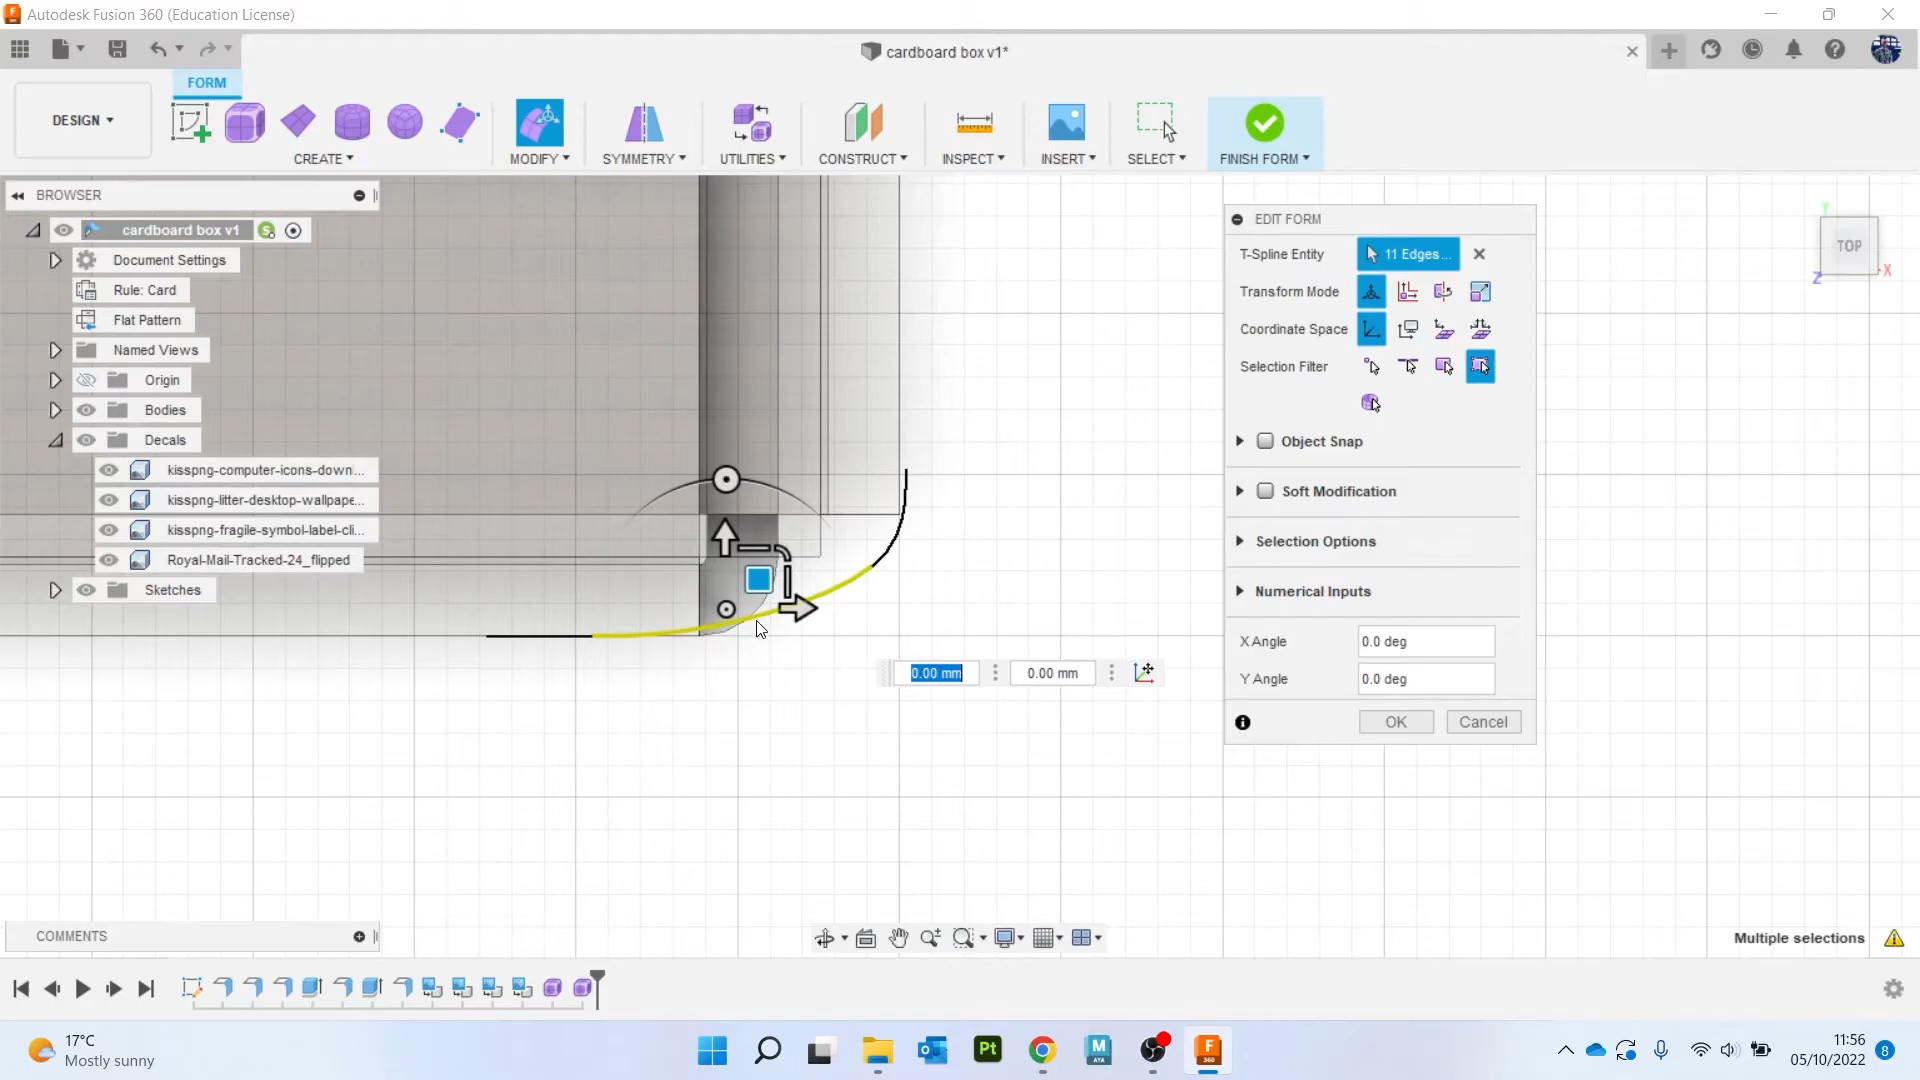 Autodesk Fusion 360 (Education License)
cardboard box v1*
FORM
DESIGN
CREATE
MODIFY
SYMMETRY
UTILITIES
CONSTRUCT
INSPECT
INSERT
SELECT
FINISH FORM
BROWSER
cardboard box v1
Document Settings
Rule: Card
Flat Pattern
Named Views
Origin
Bodies
Decals
kisspng-computer-icons-down...
kisspng-litter-desktop-wallpape...
kisspng-fragile-symbol-label-cli...
Royal-Mail-Tracked-24_flipped
Sketches
EDIT FORM
T-Spline Entity
11 Edges...
Transform Mode
Coordinate Space
Selection Filter
Object Snap
Soft Modification
Selection Options
Numerical Inputs
X Angle
0.0 deg
Y Angle
0.0 deg
OK
Cancel
0.00 mm
0.00 mm
TOP
Y
X
Z
COMMENTS
Multiple selections
17°C
Mostly sunny
Pt
M
AYA
F
360
11:56
05/10/2022
8